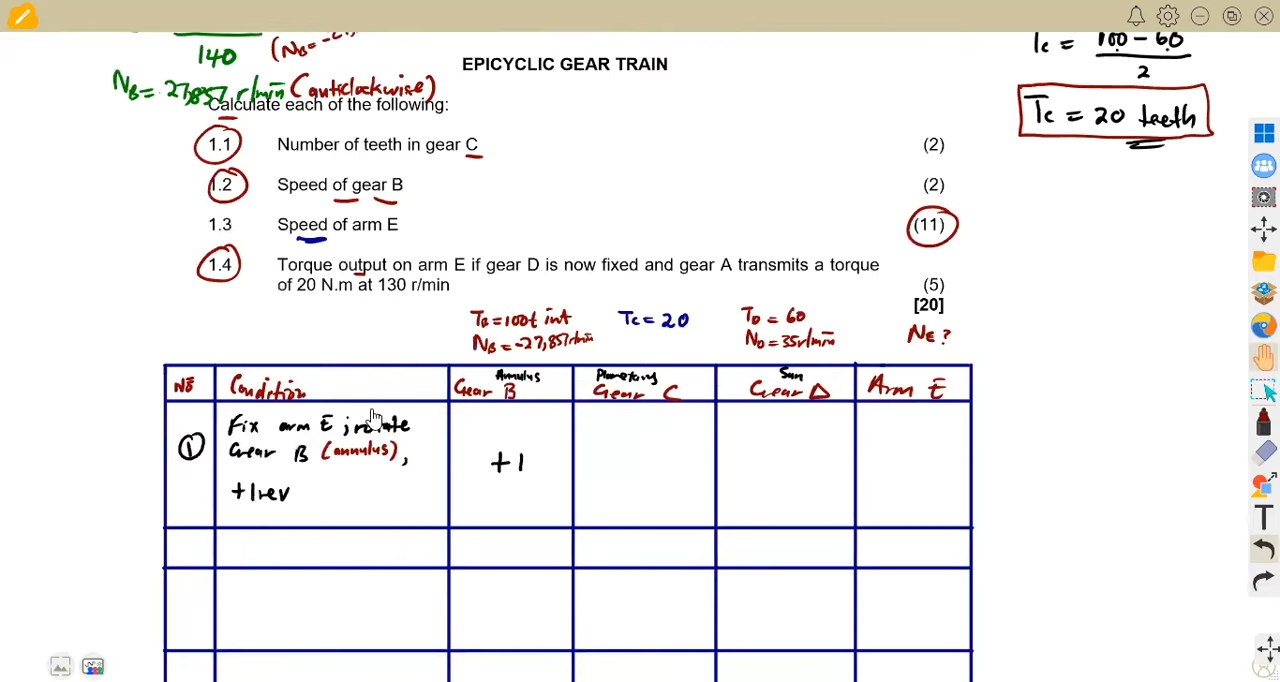 140
(NB = -27,
TC = 100 - 60
2
EPICYCLIC GEAR TRAIN
NB = 27,857 r/min (anticlockwise)
TC = 20 teeth
Calculate each of the following:
1.1 Number of teeth in gear C (2)
1.2 Speed of gear B (2)
1.3 Speed of arm E (11)
1.4 Torque output on arm E if gear D is now fixed and gear A transmits a torque
of 20 N.m at 130 r/min (5)
[20]
TB = 100t int TC = 20 TD = 60
NB = -27,857 r/min ND = 35 r/min NE ?
Annulus Planetary Sun
No Condition Gear B Gear C Gear D Arm E
1 Fix arm E ; rotate
Gear B (annulus), +1
+1 rev
T